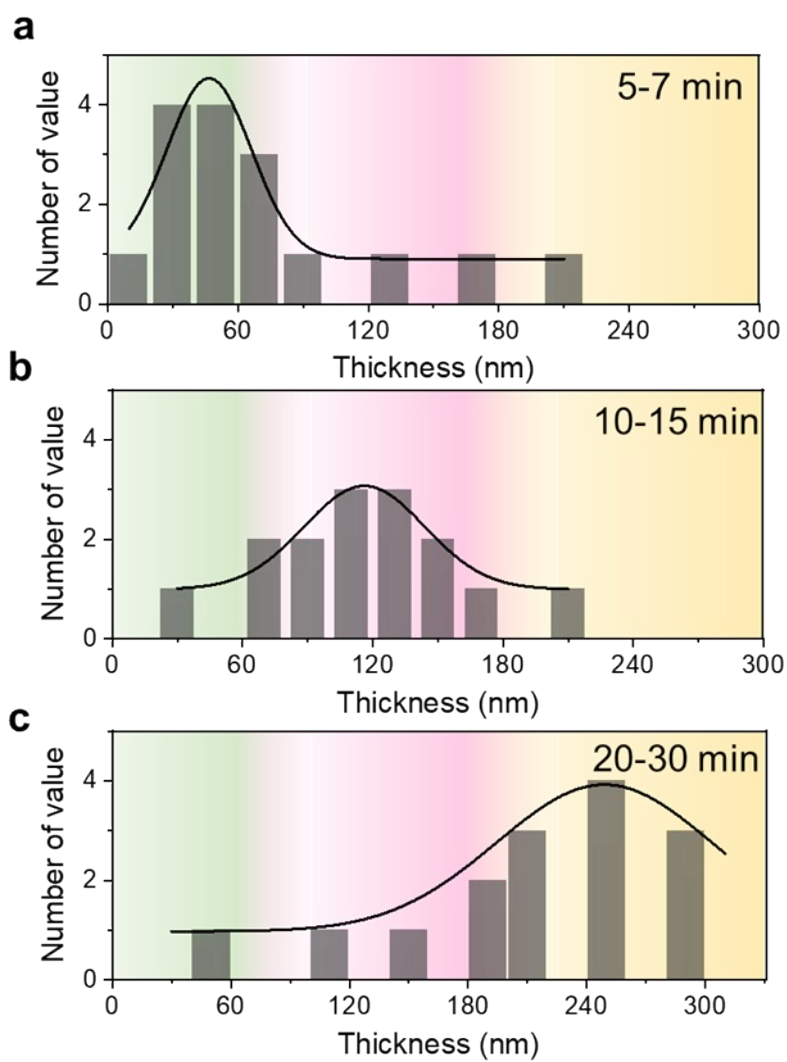 a
5-7 min
Number of value
4
2
0
0 60 120 180 240 300
Thickness (nm)
b
10-15 min
Number of value
4
2
0
0 60 120 180 240 300
Thickness (nm)
c
20-30 min
Number of value
4
2
0
0 60 120 180 240 300
Thickness (nm)